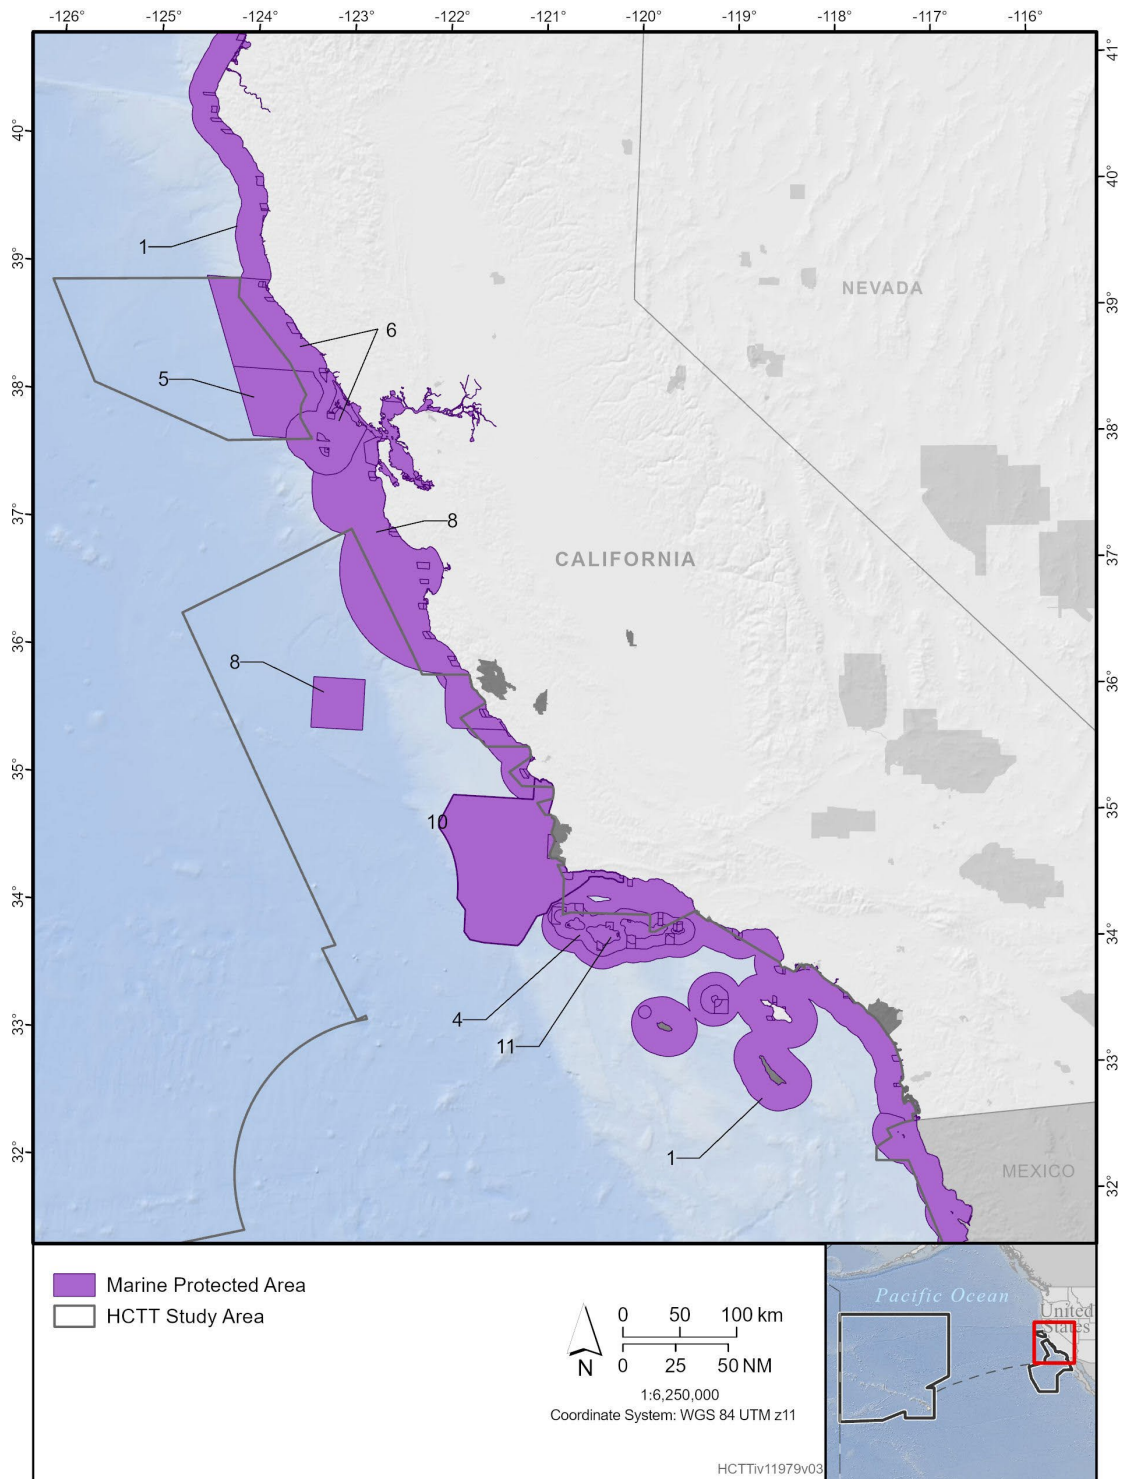 -126° -125° -124° -123° -122° -121° -120° -119° -118° -117° -116°
41°
40°
40°
1
39°
39°
NEVADA
6
5
38°
38°
37°
8
37°
CALIFORNIA
8
36°
36°
35°
35°
10
34°
34°
4
33°
11
33°
32°
1
MEXICO
32°
Marine Protected Area
HCTT Study Area
0 50 100 km
0 25 50 NM
N
1:6,250,000
Coordinate System: WGS 84 UTM z11
HCTTiv11979v03
Pacific Ocean
United
States